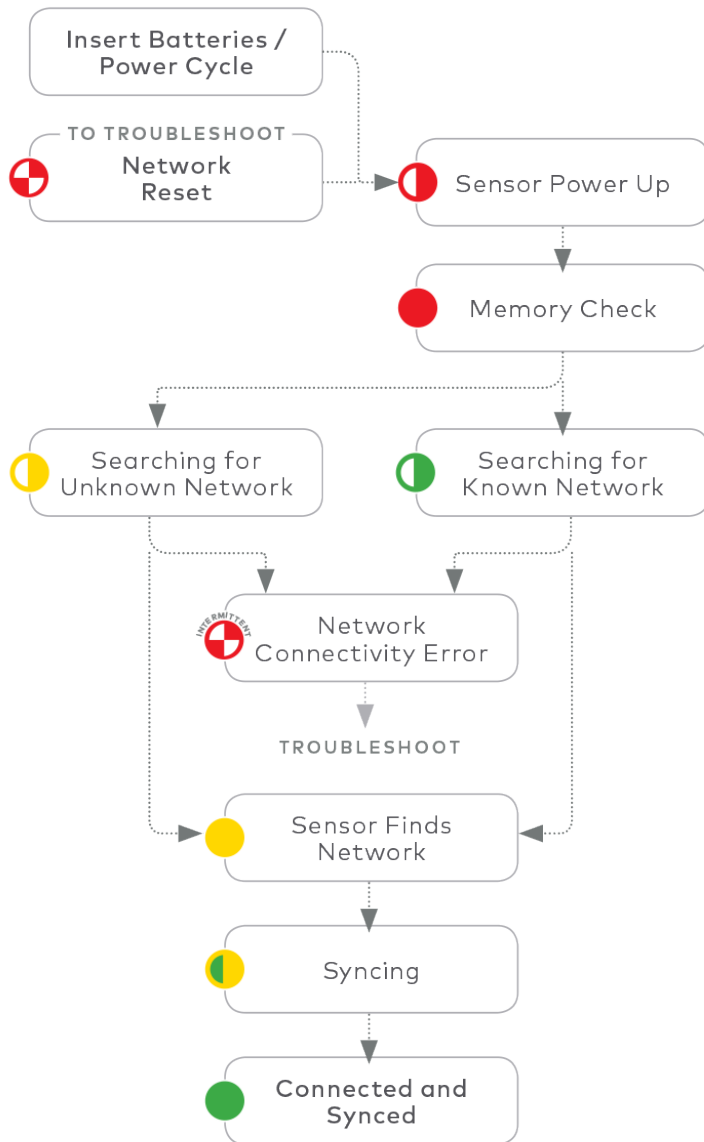 Insert Batteries /
Power Cycle
TO TROUBLESHOOT
Network
Reset
Sensor Power Up
Memory Check
Searching for
Unknown Network
Searching for
Known Network
INTERMITTENT
Network
Connectivity Error
TROUBLESHOOT
Sensor Finds
Network
Syncing
Connected and
Synced